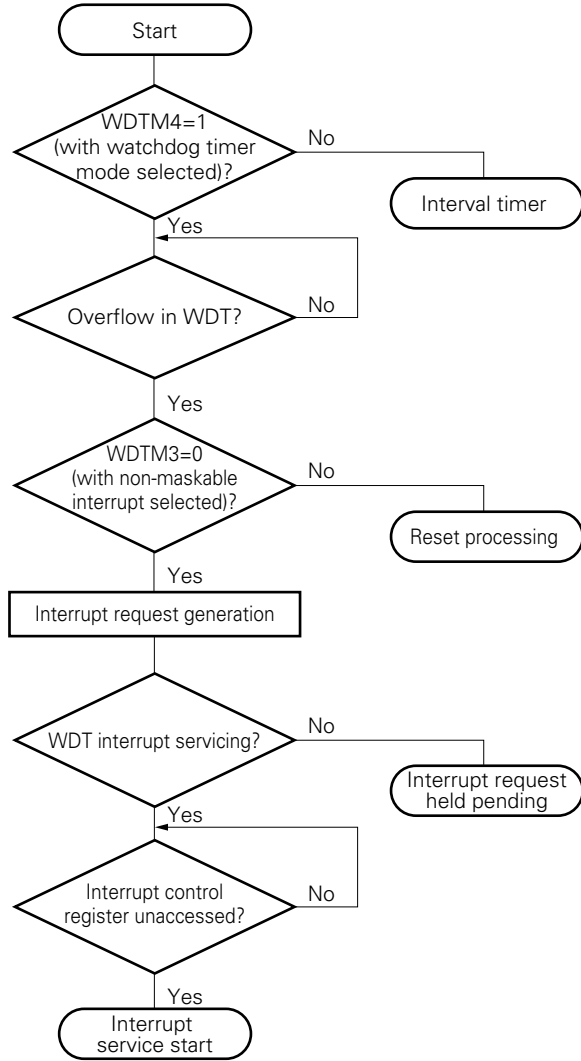 Start
WDTM4=1
(with watchdog timer
mode selected)?
No
Interval timer
Yes
Overflow in WDT?
No
Yes
WDTM3=0
(with non-maskable
interrupt selected)?
No
Reset processing
Yes
Interrupt request generation
WDT interrupt servicing?
No
Interrupt request
held pending
Yes
Interrupt control
register unaccessed?
No
Yes
Interrupt
service start